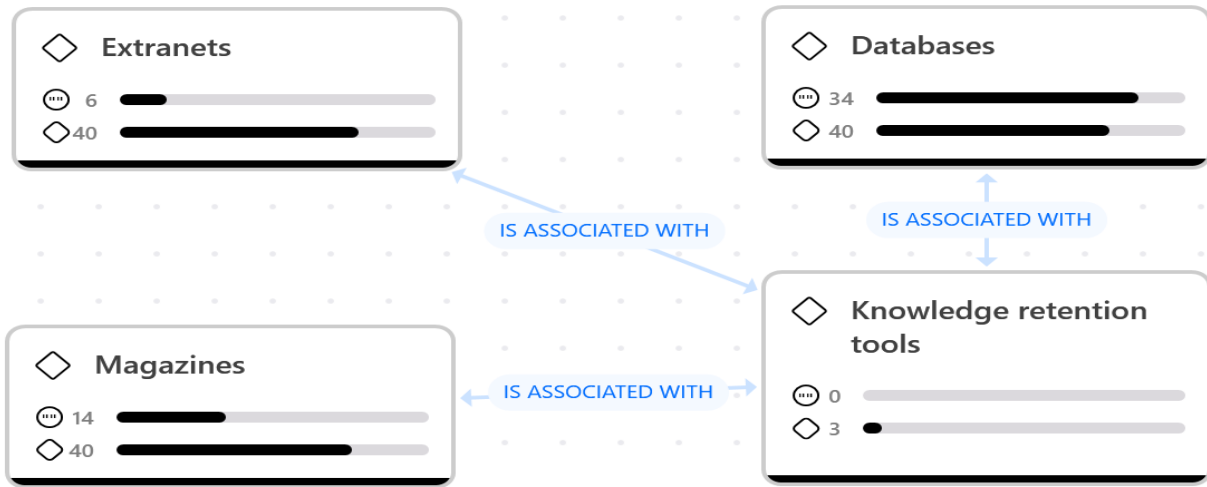 Extranets
6
40
Databases
34
40
IS ASSOCIATED WITH
IS ASSOCIATED WITH
Magazines
14
40
IS ASSOCIATED WITH
Knowledge retention
tools
0
3